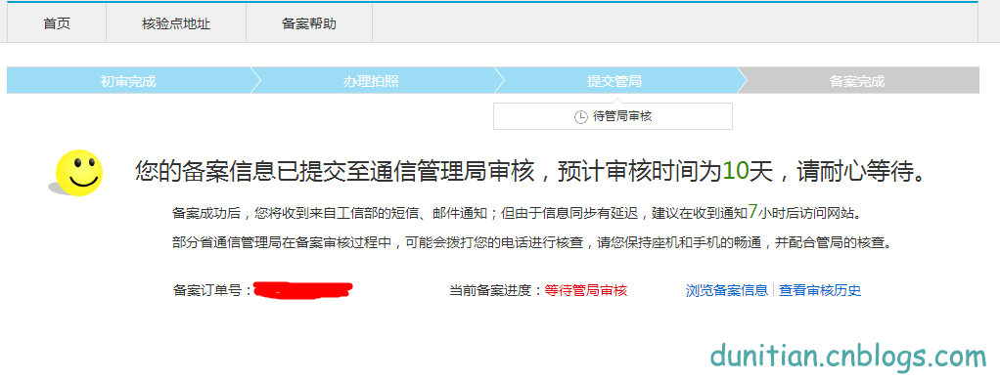 首页 核验点地址 备案帮助
初审完成 办理拍照 提交管局 备案完成
待管局审核
您的备案信息已提交至通信管理局审核，预计审核时间为10天，请耐心等待。
备案成功后，您将收到来自工信部的短信、邮件通知；但由于信息同步有延迟，建议在收到通知7小时后访问网站。
部分省通信管理局在备案审核过程中，可能会拨打您的电话进行核查，请您保持座机和手机的畅通，并配合管局的核查。
备案订单号： 当前备案进度：等待管局审核 浏览备案信息 查看审核历史
dunitian.cnblogs.com